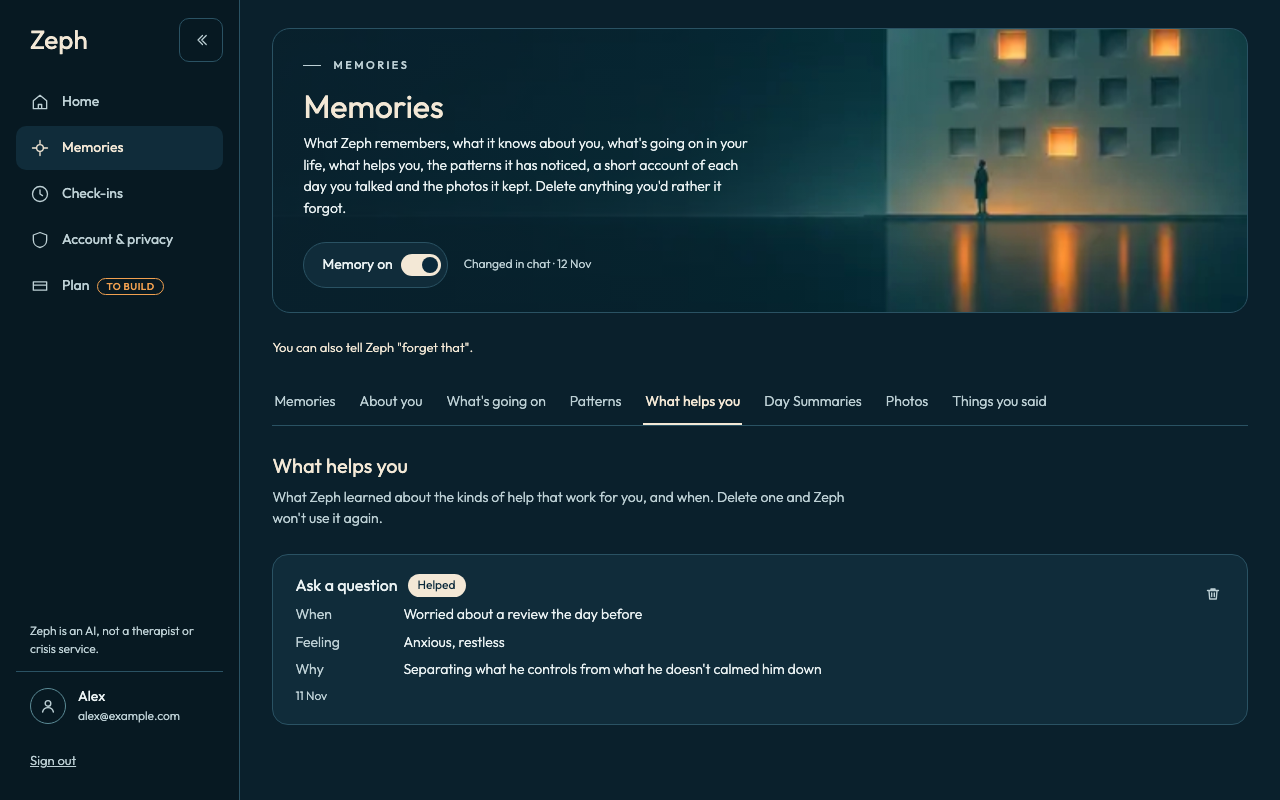 Zeph
Home
Memories
Check-ins
Account & privacy
Plan TO BUILD
Zeph is an AI, not a therapist or
crisis service.
Alex
alex@example.com
Sign out
MEMORIES
Memories
What Zeph remembers, what it knows about you, what's going on in your
life, what helps you, the patterns it has noticed, a short account of each
day you talked and the photos it kept. Delete anything you'd rather it
forgot.
Memory on
Changed in chat · 12 Nov
You can also tell Zeph "forget that".
Memories About you What's going on Patterns What helps you Day Summaries Photos Things you said
What helps you
What Zeph learned about the kinds of help that work for you, and when. Delete one and Zeph
won't use it again.
Ask a question Helped
When Worried about a review the day before
Feeling Anxious, restless
Why Separating what he controls from what he doesn't calmed him down
11 Nov